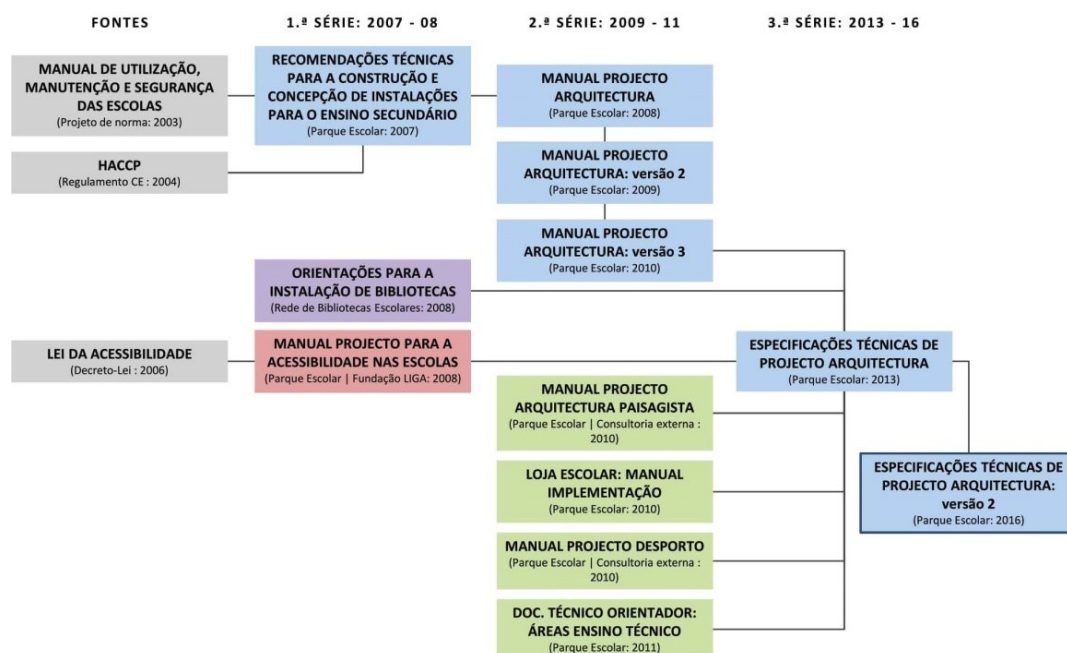 FONTES
1.ª SÉRIE: 2007 - 08
2.ª SÉRIE: 2009 - 11
3.ª SÉRIE: 2013 - 16
MANUAL DE UTILIZAÇÃO,
MANUTENÇÃO E SEGURANÇA
DAS ESCOLAS
(Projeto de norma: 2003)
HACCP
(Regulamento CE : 2004)
LEI DA ACESSIBILIDADE
(Decreto-Lei : 2006)
RECOMENDAÇÕES TÉCNICAS
PARA A CONSTRUÇÃO E
CONCEPÇÃO DE INSTALAÇÕES
PARA O ENSINO SECUNDÁRIO
(Parque Escolar: 2007)
ORIENTAÇÕES PARA A
INSTALAÇÃO DE BIBLIOTECAS
(Rede de Bibliotecas Escolares: 2008)
MANUAL PROJECTO PARA A
ACESSIBILIDADE NAS ESCOLAS
(Parque Escolar | Fundação LIGA: 2008)
MANUAL PROJECTO
ARQUITECTURA
(Parque Escolar: 2008)
MANUAL PROJECTO
ARQUITECTURA: versão 2
(Parque Escolar: 2009)
MANUAL PROJECTO
ARQUITECTURA: versão 3
(Parque Escolar: 2010)
MANUAL PROJECTO
ARQUITECTURA PAISAGISTA
(Parque Escolar | Consultoria externa :
2010)
LOJA ESCOLAR: MANUAL
IMPLEMENTAÇÃO
(Parque Escolar: 2010)
MANUAL PROJECTO DESPORTO
(Parque Escolar | Consultoria externa :
2010)
DOC. TÉCNICO ORIENTADOR:
ÁREAS ENSINO TÉCNICO
(Parque Escolar: 2011)
ESPECIFICAÇÕES TÉCNICAS DE
PROJECTO ARQUITECTURA
(Parque Escolar: 2013)
ESPECIFICAÇÕES TÉCNICAS DE
PROJECTO ARQUITECTURA:
versão 2
(Parque Escolar: 2016)